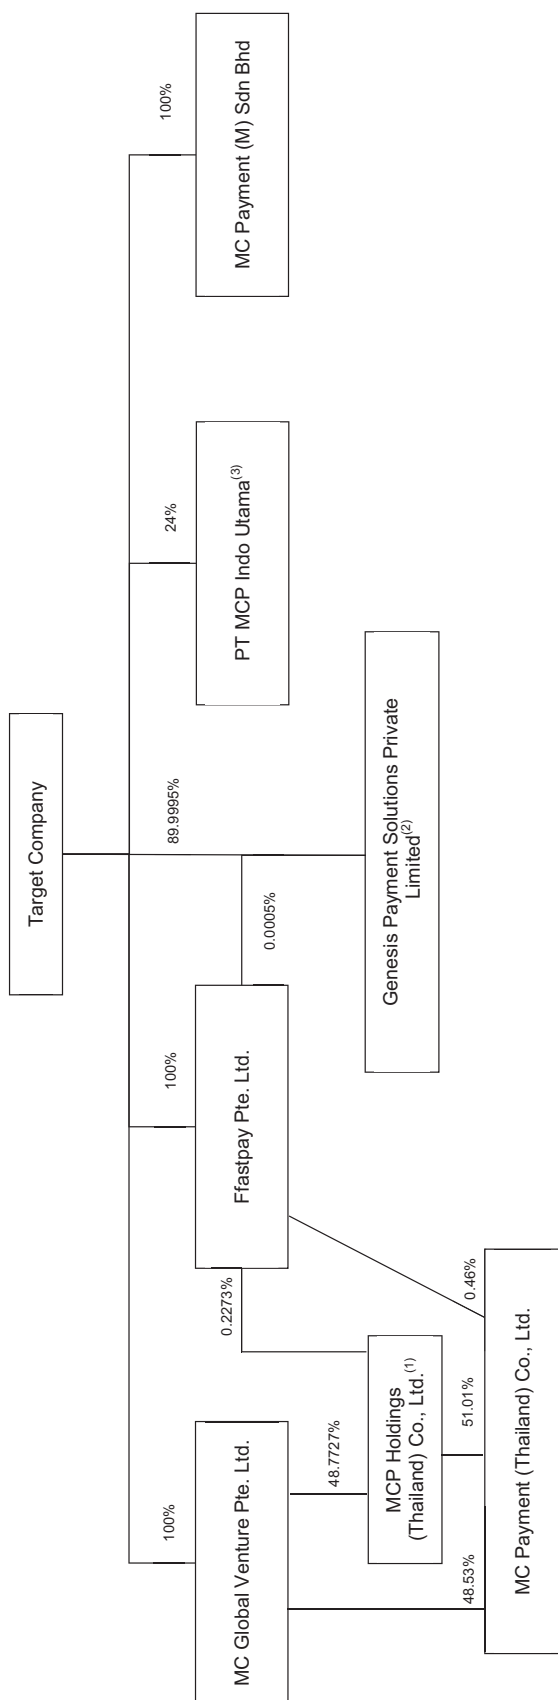 Target Company
100%
100%
89.9995%
24%
100%
MC Global Venture Pte. Ltd.
Ffastpay Pte. Ltd.
PT MCP Indo Utama(3)
MC Payment (M) Sdn Bhd
0.2273%
0.0005%
48.7727%
MCP Holdings
(Thailand) Co., Ltd.(1)
Genesis Payment Solutions Private
Limited(2)
48.53%
51.01%
0.46%
MC Payment (Thailand) Co., Ltd.